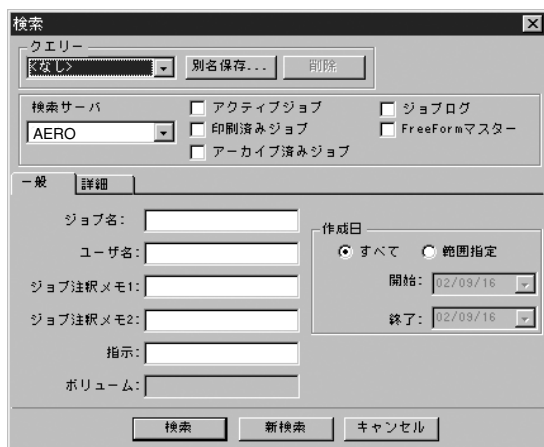 検索
クエリー
<なし>
別名保存...
削除
検索サーバ
AERO
アクティブジョブ
印刷済みジョブ
アーカイブ済みジョブ
ジョブログ
FreeFormマスター
一般
詳細
ジョブ名:
ユーザ名:
ジョブ注釈メモ1:
ジョブ注釈メモ2:
指示:
ボリューム:
作成日
すべて
範囲指定
開始: 02/09/16
終了: 02/09/16
検索
新検索
キャンセル